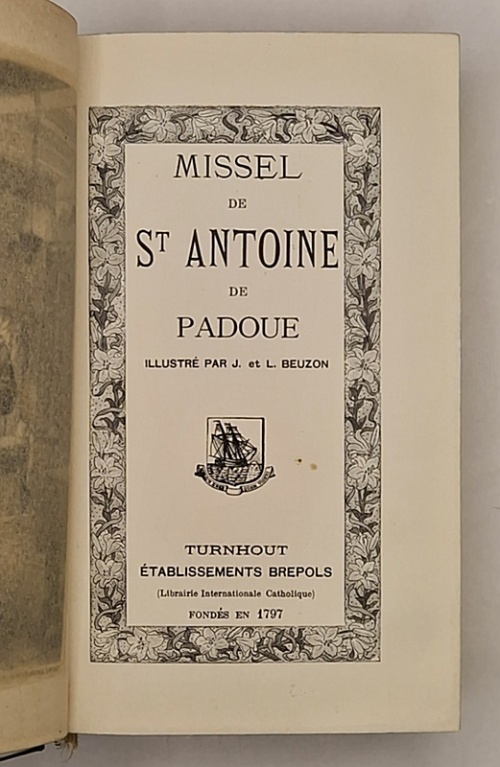 MISSEL
DE
ST ANTOINE
DE
PADOUE
ILLUSTRÉ PAR J. et L. BEUZON
TURNHOUT
ÉTABLISSEMENTS BREPOLS
(Librairie Internationale Catholique)
FONDÉS EN 1797